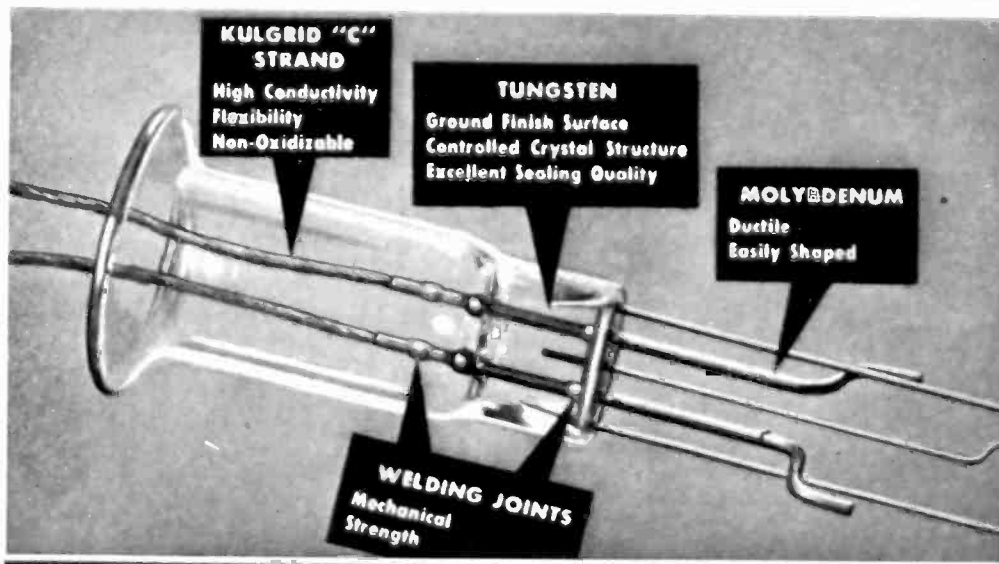 KULGRID "C"
STRAND
High Conductivity
Flexibility
Non-Oxidizable
TUNGSTEN
Ground Finish Surface
Controlled Crystal Structure
Excellent Sealing Quality
MOLYBDENUM
Ductile
Easily Shaped
WELDING JOINTS
Mechanical
Strength